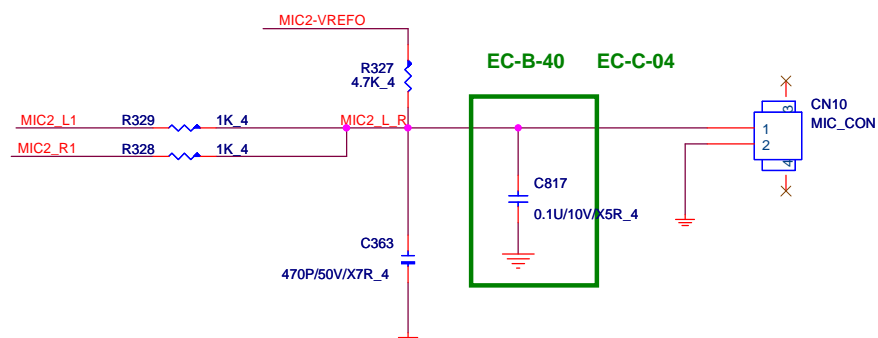 MIC2-VREFO
R327
4.7K_4
EC-B-40
EC-C-04
CN10
MIC_CON
3
1
2
4
MIC2_L1
R329
1K_4
MIC2_L_R
MIC2_R1
R328
1K_4
C817
0.1U/10V/X5R_4
C363
470P/50V/X7R_4